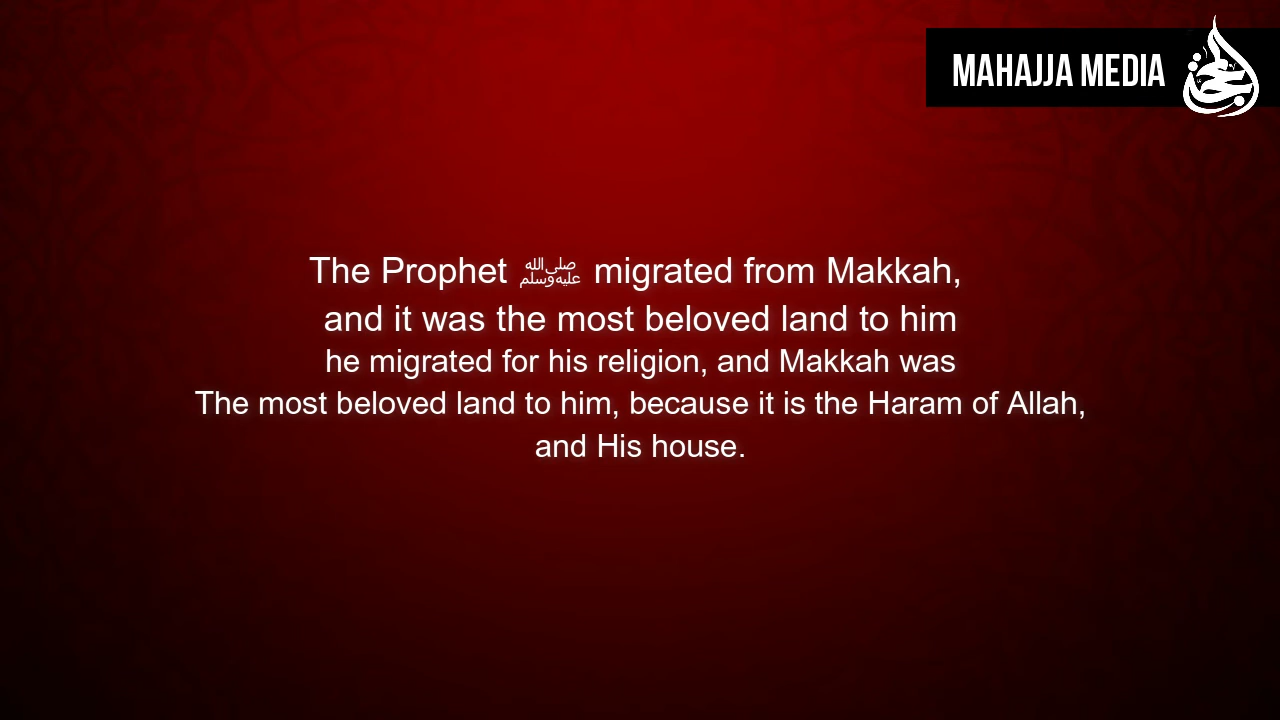 MAHAJJA MEDIA
The Prophet ﷺ migrated from Makkah,
and it was the most beloved land to him
he migrated for his religion, and Makkah was
The most beloved land to him, because it is the Haram of Allah,
and His house.